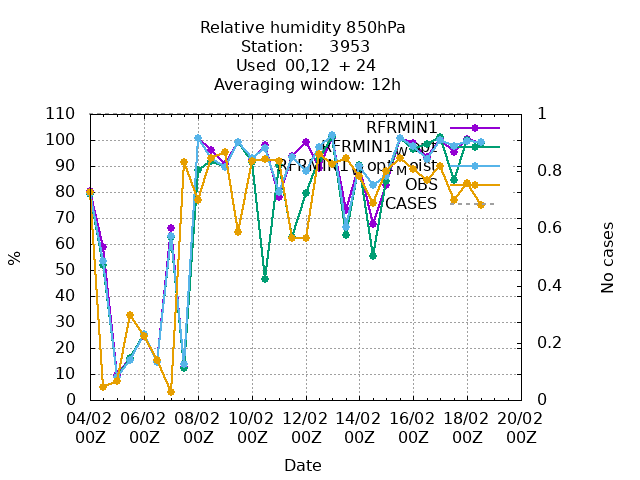 Relative humidity 850hPa
Station: 3953
Used 00,12 + 24
Averaging window: 12h
110
100
90
80
70
60
50
40
30
20
10
0
1
0.8
0.6
0.4
0.2
0
%
No cases
RFRMIN1
OBS
CASES
04/02 06/02 08/02 10/02 12/02 14/02 16/02 18/02 20/02
00Z 00Z 00Z 00Z 00Z 00Z 00Z 00Z 00Z
Date